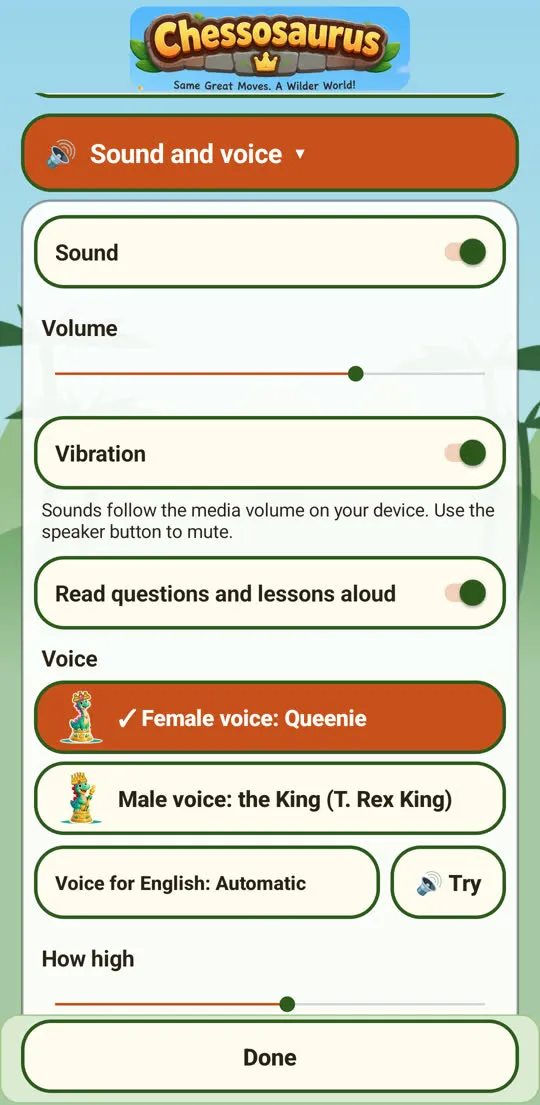 Chessosaurus
Same Great Moves. A Wilder World!
Sound and voice
Sound
Volume
Vibration
Sounds follow the media volume on your device. Use the
speaker button to mute.
Read questions and lessons aloud
Voice
✓ Female voice: Queenie
Male voice: the King (T. Rex King)
Voice for English: Automatic
Try
How high
Done